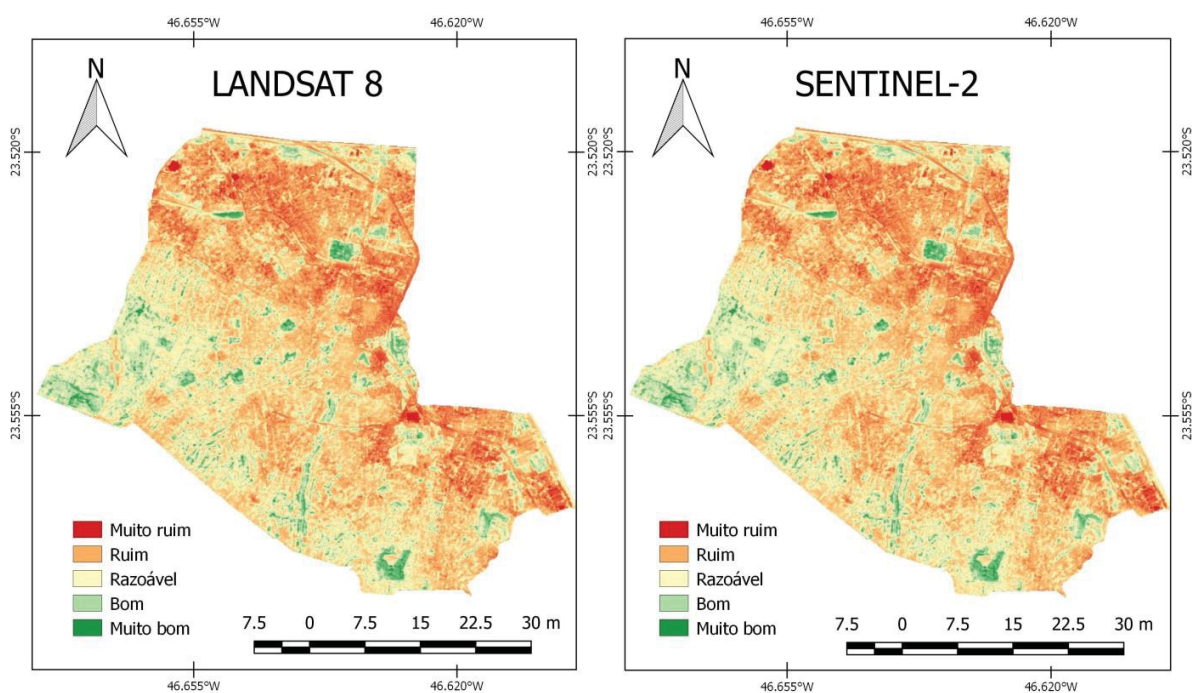 46.655°W 46.620°W
N
LANDSAT 8
23.520°S
23.520°S
23.555°S
23.555°S
Muito ruim
Ruim
Razoável
Bom
Muito bom
7.5 0 7.5 15 22.5 30 m
46.655°W 46.620°W
46.655°W 46.620°W
N
SENTINEL-2
23.520°S
23.520°S
23.555°S
23.555°S
Muito ruim
Ruim
Razoável
Bom
Muito bom
7.5 0 7.5 15 22.5 30 m
46.655°W 46.620°W